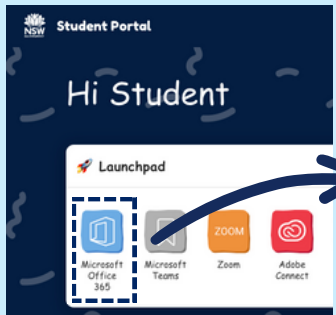 NSW
Student Portal
Hi Student
Launchpad
ZOOM
Microsoft
Office
365
Microsoft
Teams
Zoom
Adobe
Connect